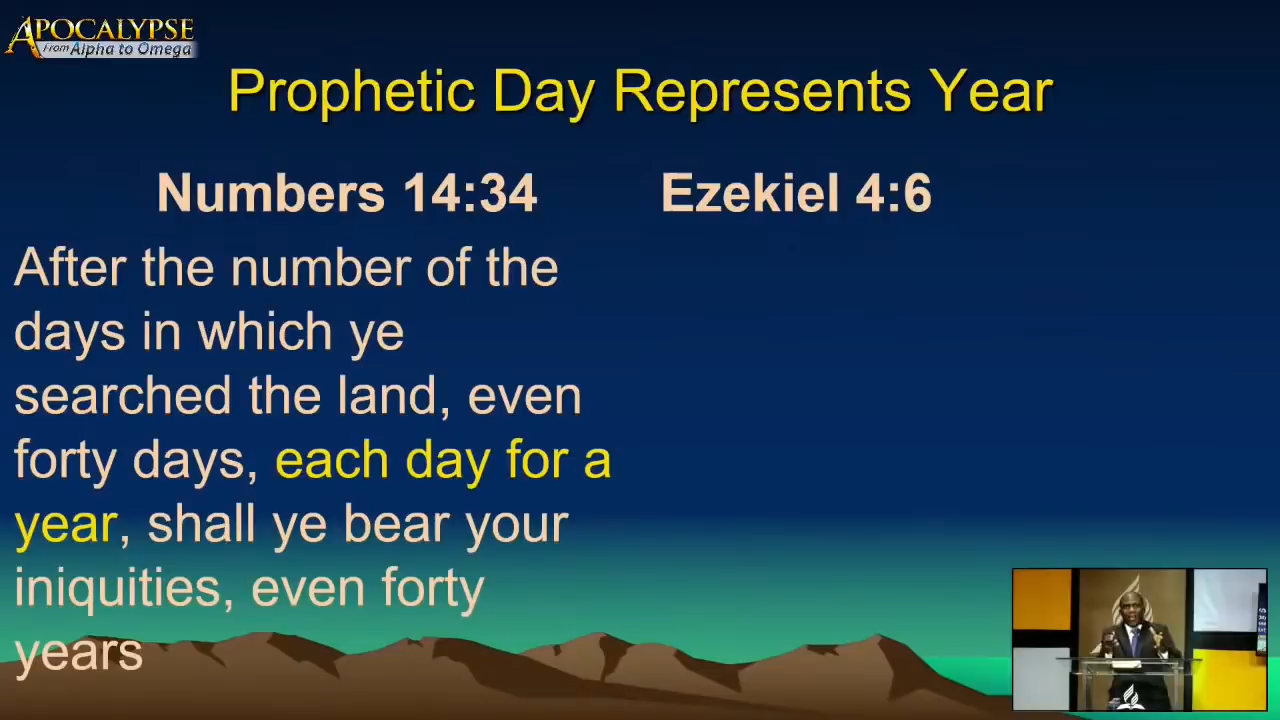 APOCALYPSE
From Alpha to Omega
Prophetic Day Represents Year
Numbers 14:34
After the number of the
days in which ye
searched the land, even
forty days, each day for a
year, shall ye bear your
iniquities, even forty
years
Ezekiel 4:6